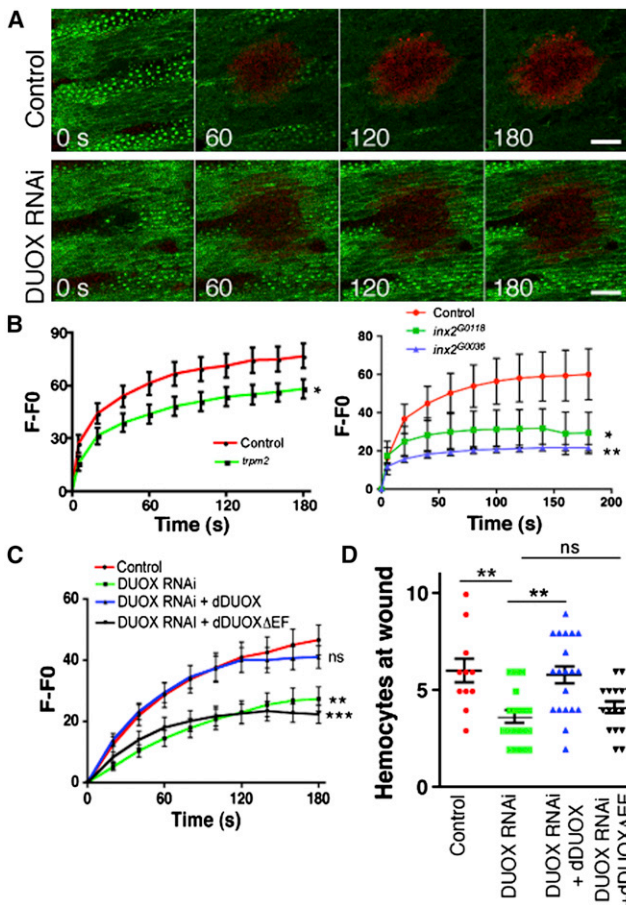 A
Control
0 s
60
120
180
DUOX RNAi
0 s
60
120
180
B
F-F0
90
60
30
0
Control
trpm2
*
0
60
120
180
Time (s)
Control
inx2G0118
inx2G0036
F-F0
80
60
40
20
0
*
**
0
50
100
150
200
Time (s)
C
Control
DUOX RNAi
DUOX RNAi + dDUOX
DUOX RNAI + dDUOXΔEF
F-F0
60
40
20
0
ns
**
***
0
60
120
180
Time (s)
D
ns
**
**
Hemocytes at wound
10
5
0
Control
DUOX RNAi
DUOX RNAi
+ dDUOX
DUOX RNAi
+dDUOXΔEF